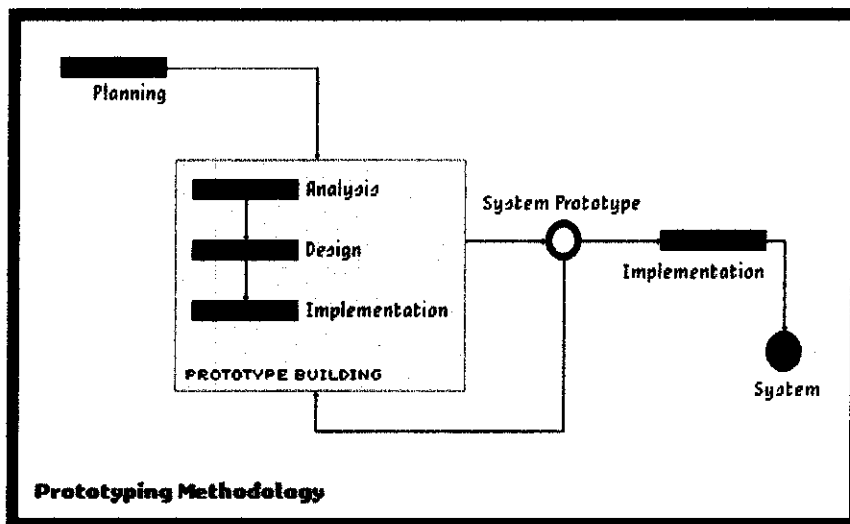 Planning
Analysis
Design
Implementation
PROTOTYPE BUILDING
System Prototype
Implementation
System
Prototyping Methodology